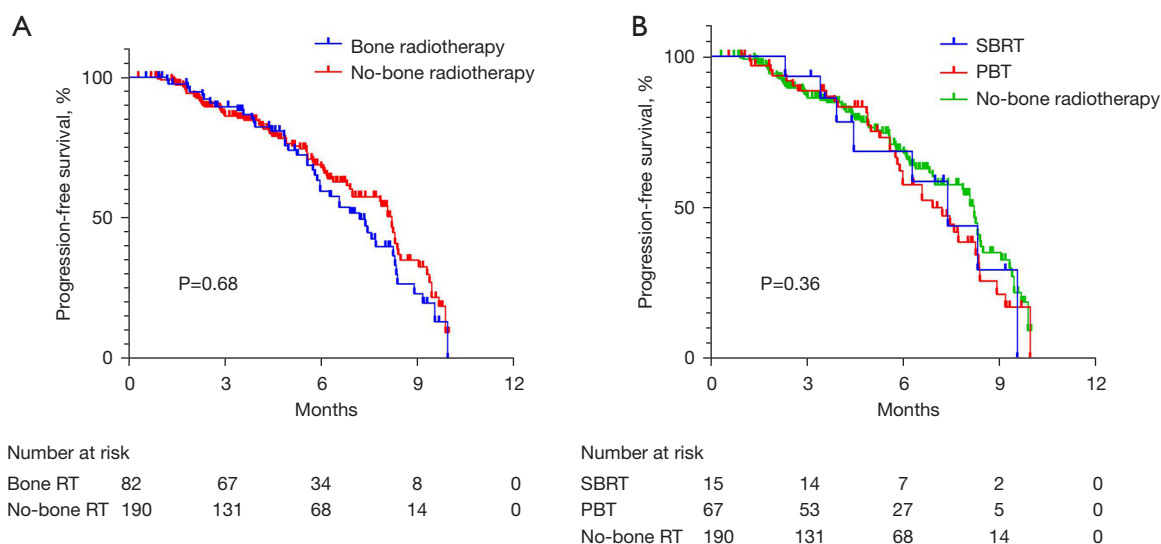 A
Bone radiotherapy
No-bone radiotherapy
Progression-free survival, %
100
50
0
P=0.68
0 3 6 9 12
Months
Number at risk
Bone RT 82 67 34 8 0
No-bone RT 190 131 68 14 0
B
SBRT
PBT
No-bone radiotherapy
Progression-free survival, %
100
50
0
P=0.36
0 3 6 9 12
Months
Number at risk
SBRT 15 14 7 2 0
PBT 67 53 27 5 0
No-bone RT 190 131 68 14 0